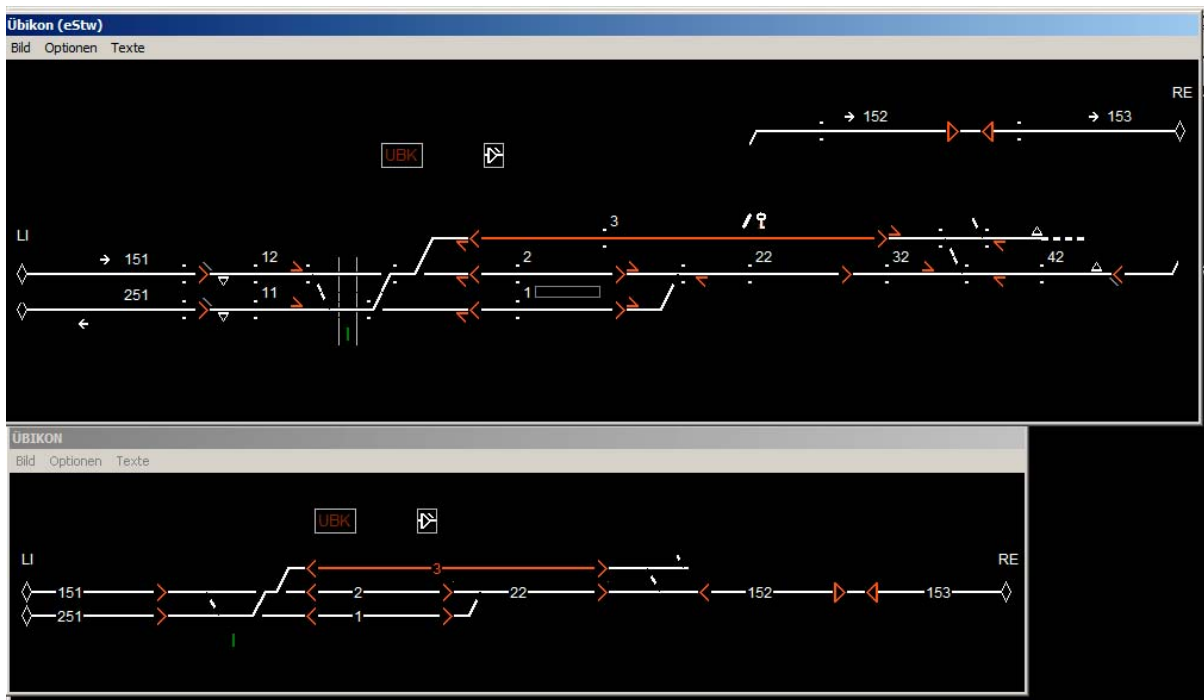 Übikon (eStw)
Bild Optionen Texte
RE
152 153
UBK
3
LI
151 12 2 22 32 42
251 11 1
ÜBIKON
Bild Optionen Texte
UBK
LI RE
3
151 2 22 152 153
251 1